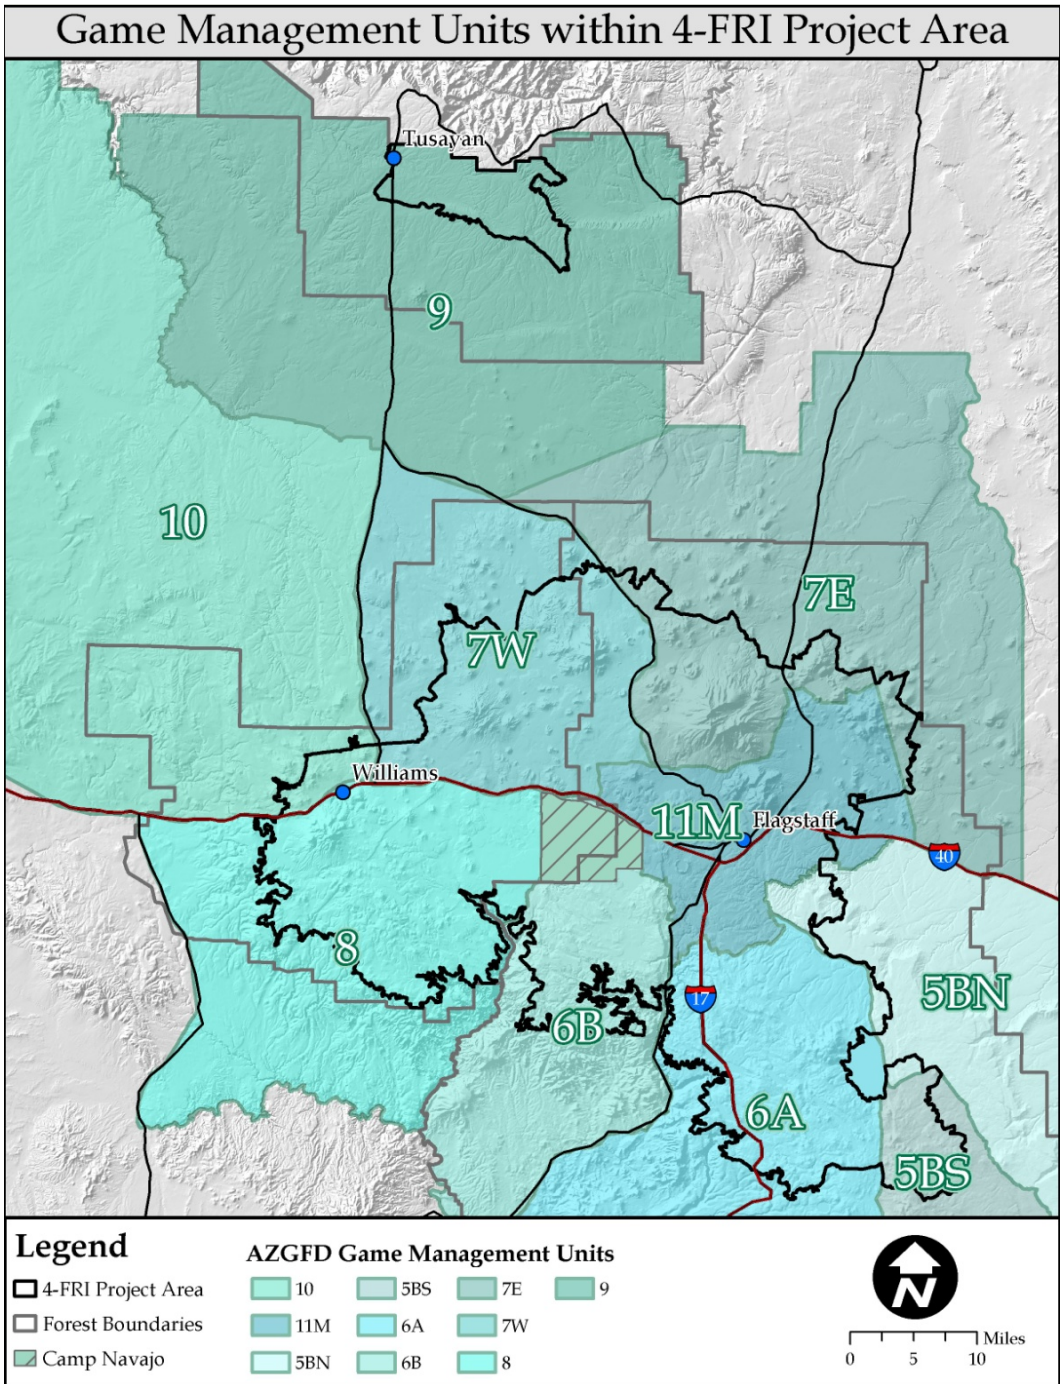 Game Management Units within 4-FRI Project Area
Tusayan
9
10
7E
7W
Williams
11M
Flagstaff
40
8
5BN
17
6B
6A
5BS
Legend
4-FRI Project Area
Forest Boundaries
Camp Navajo
AZGFD Game Management Units
10
5BS
7E
9
11M
6A
7W
5BN
6B
8
N
Miles
0
5
10